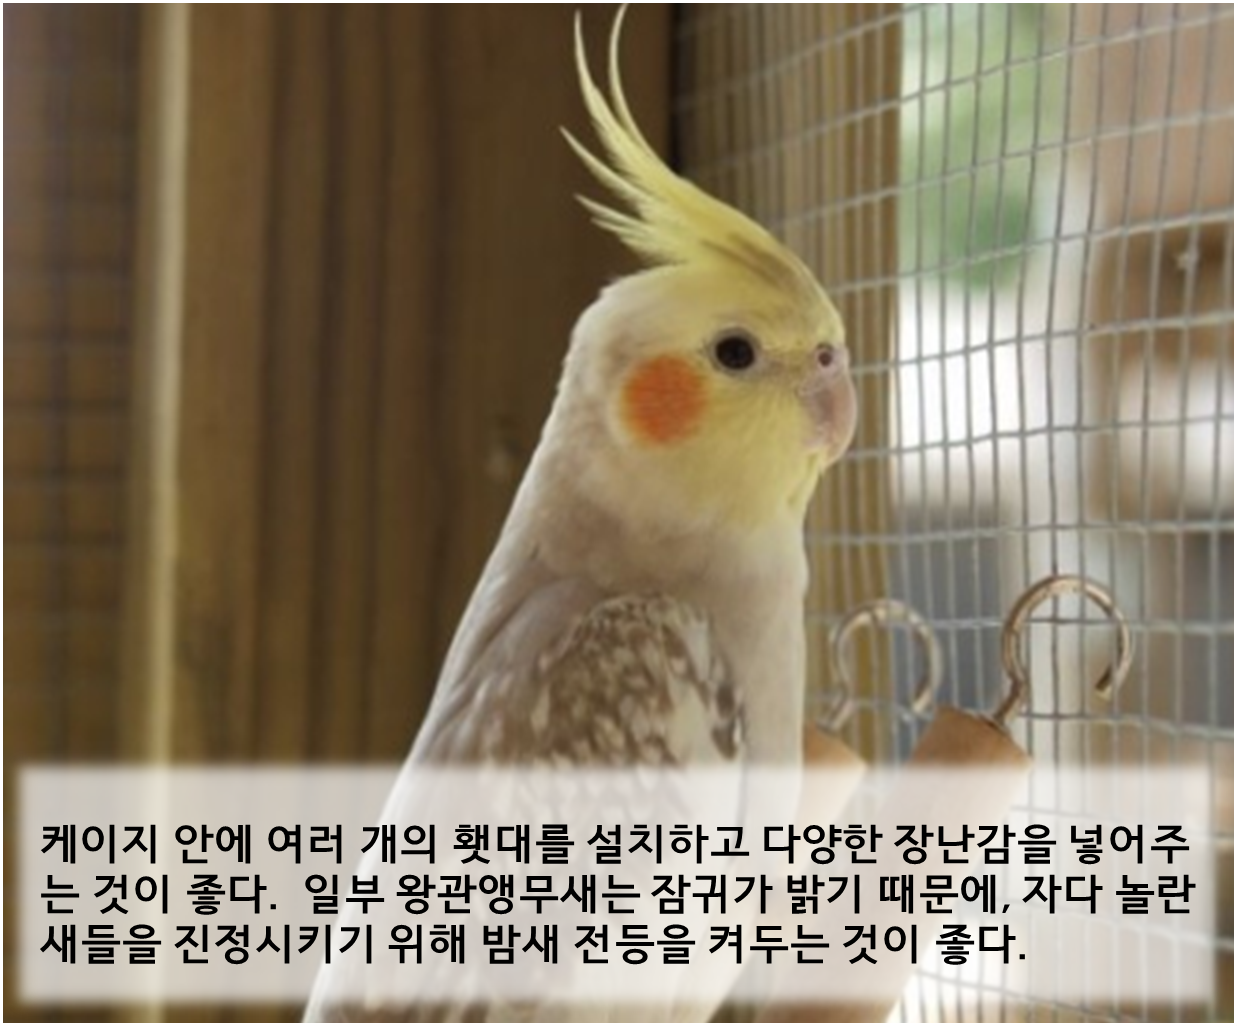 케이지 안에 여러 개의 횃대를 설치하고 다양한 장난감을 넣어주
는 것이 좋다.  일부 왕관앵무새는 잠귀가 밝기 때문에, 자다 놀란
새들을 진정시키기 위해 밤새 전등을 켜두는 것이 좋다.